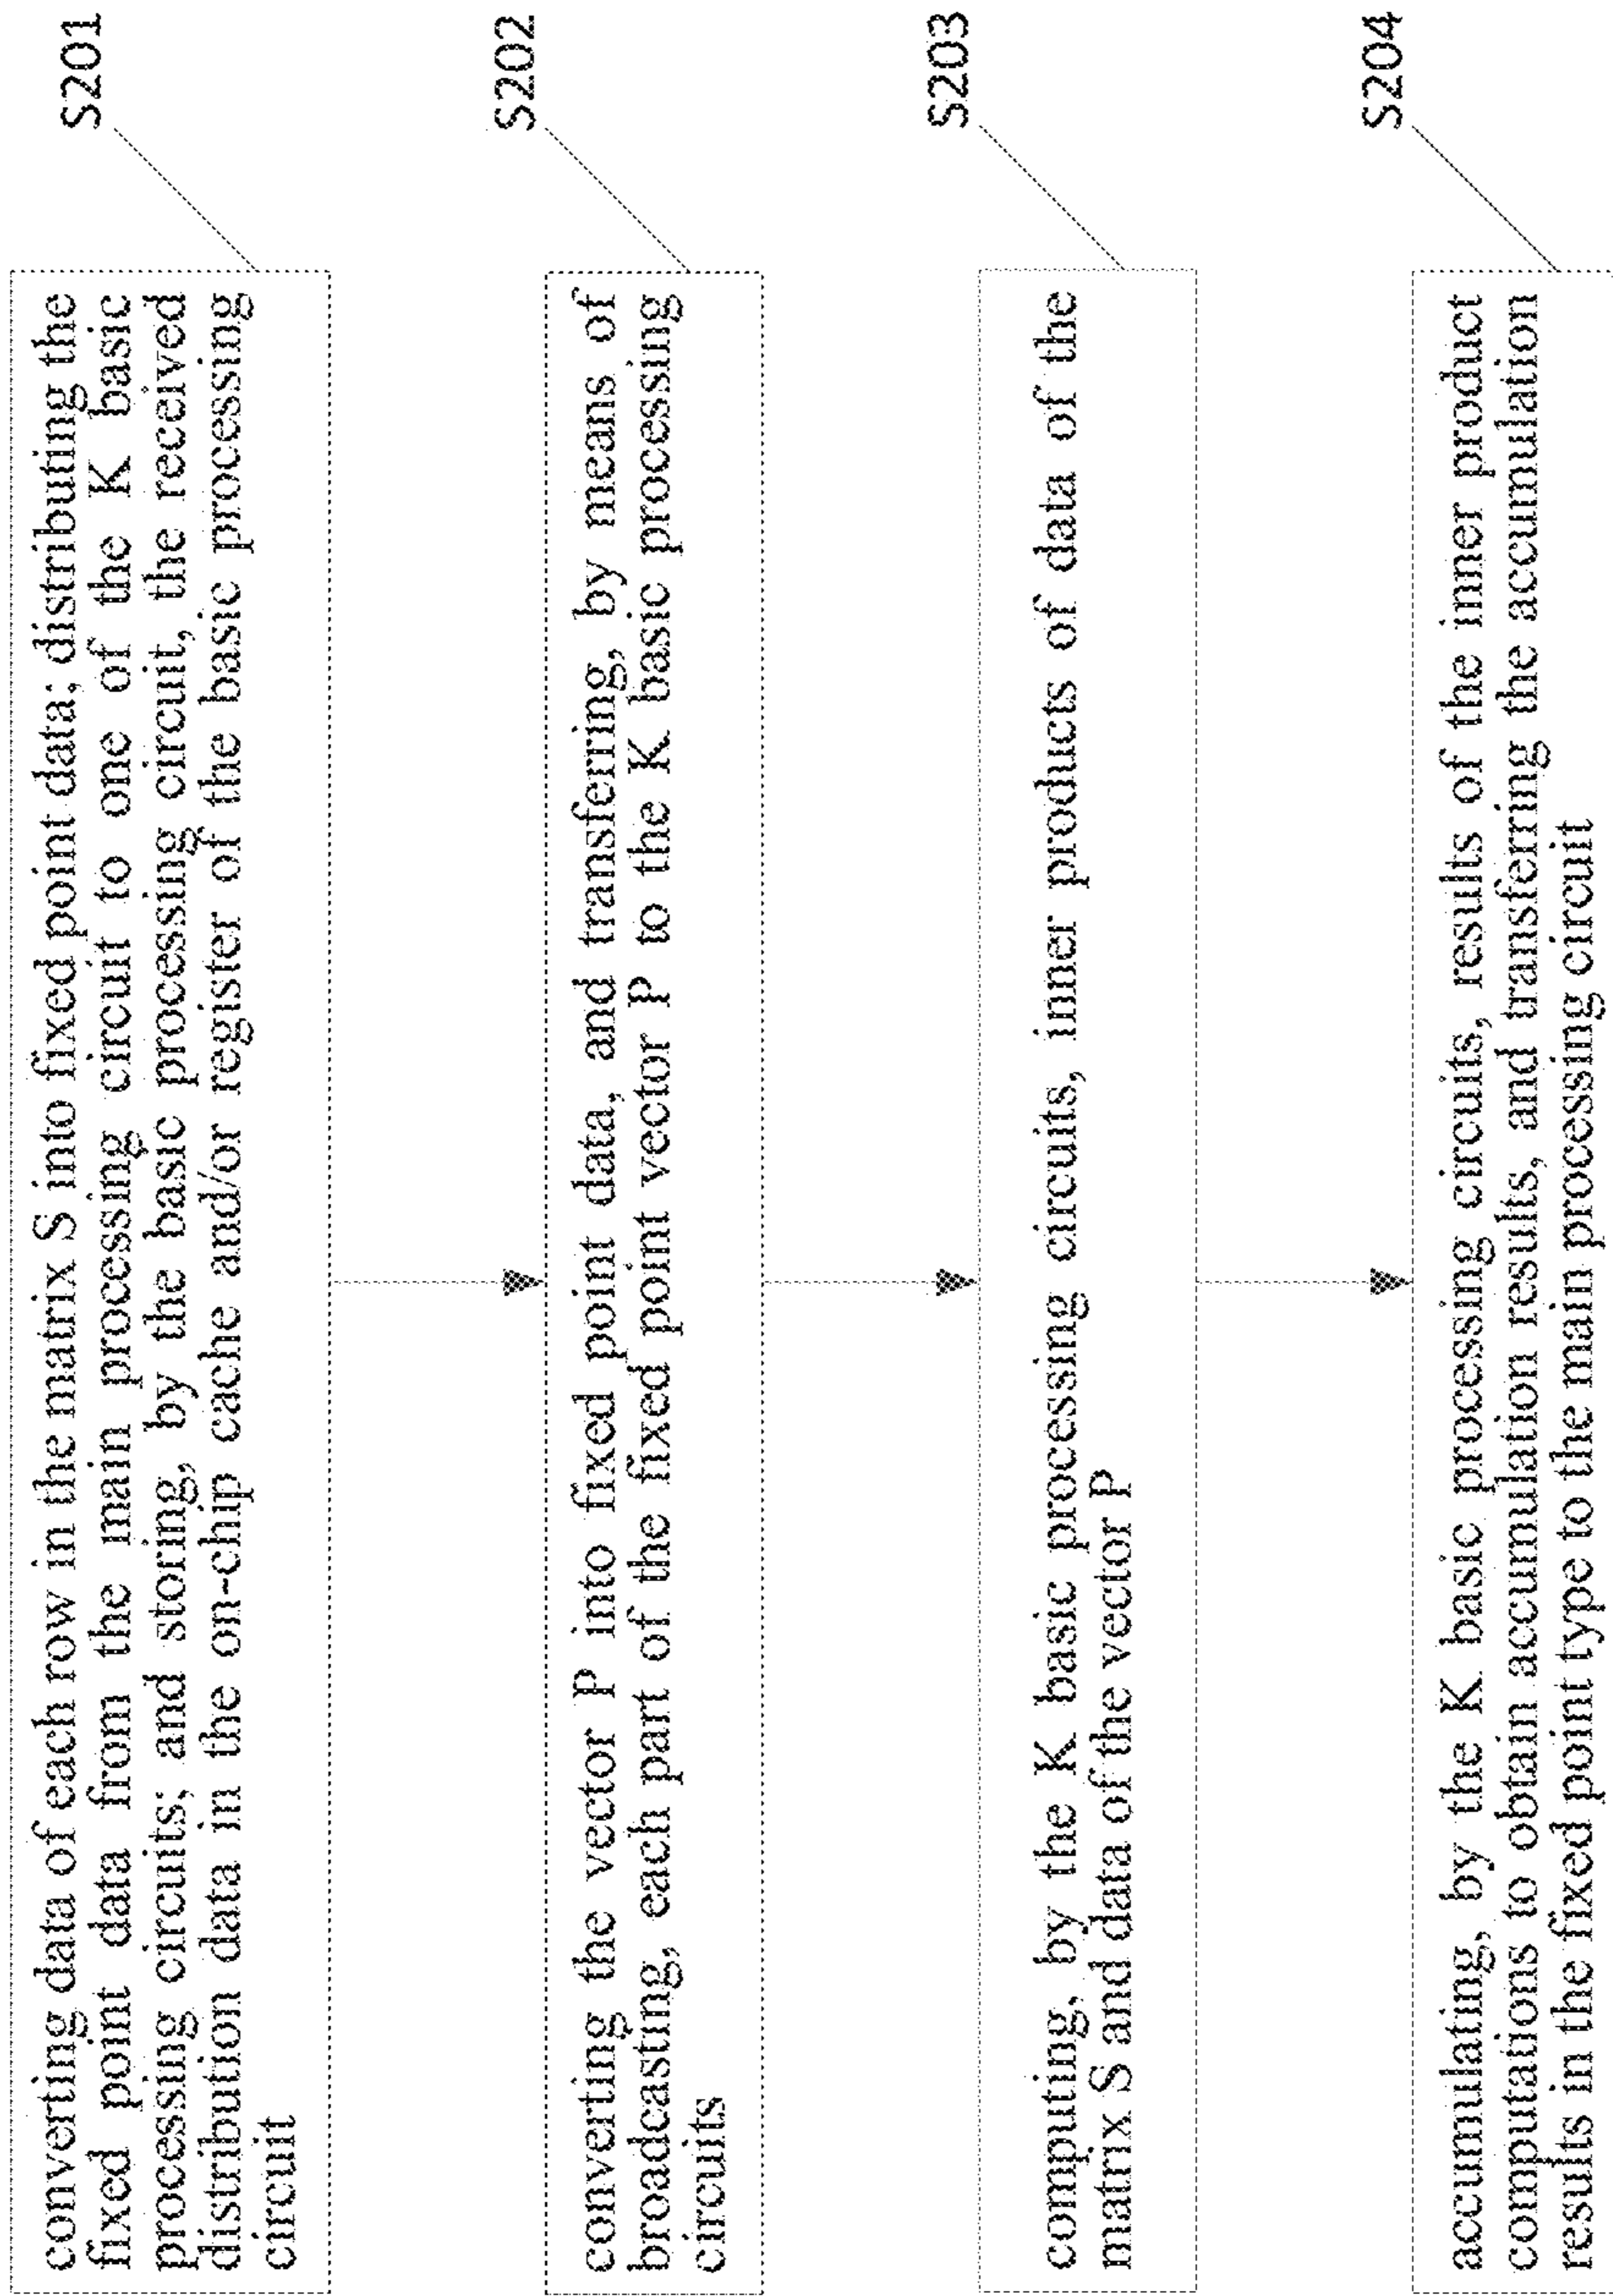 converting data of each row in the matrix S into fixed point data; distributing the
fixed point data from the main processing circuit to one of the K basic
processing circuits; and storing, by the basic processing circuit, the received
distribution data in the on-chip cache and/or register of the basic processing
circuit
S201
converting the vector P into fixed point data, and transferring, by means of
broadcasting, each part of the fixed point vector P to the K basic processing
circuits
S202
computing, by the K basic processing circuits, inner products of data of the
matrix S and data of the vector P
S203
accumulating, by the K basic processing circuits, results of the inner product
computations to obtain accumulation results, and transferring the accumulation
results in the fixed point type to the main processing circuit
S204